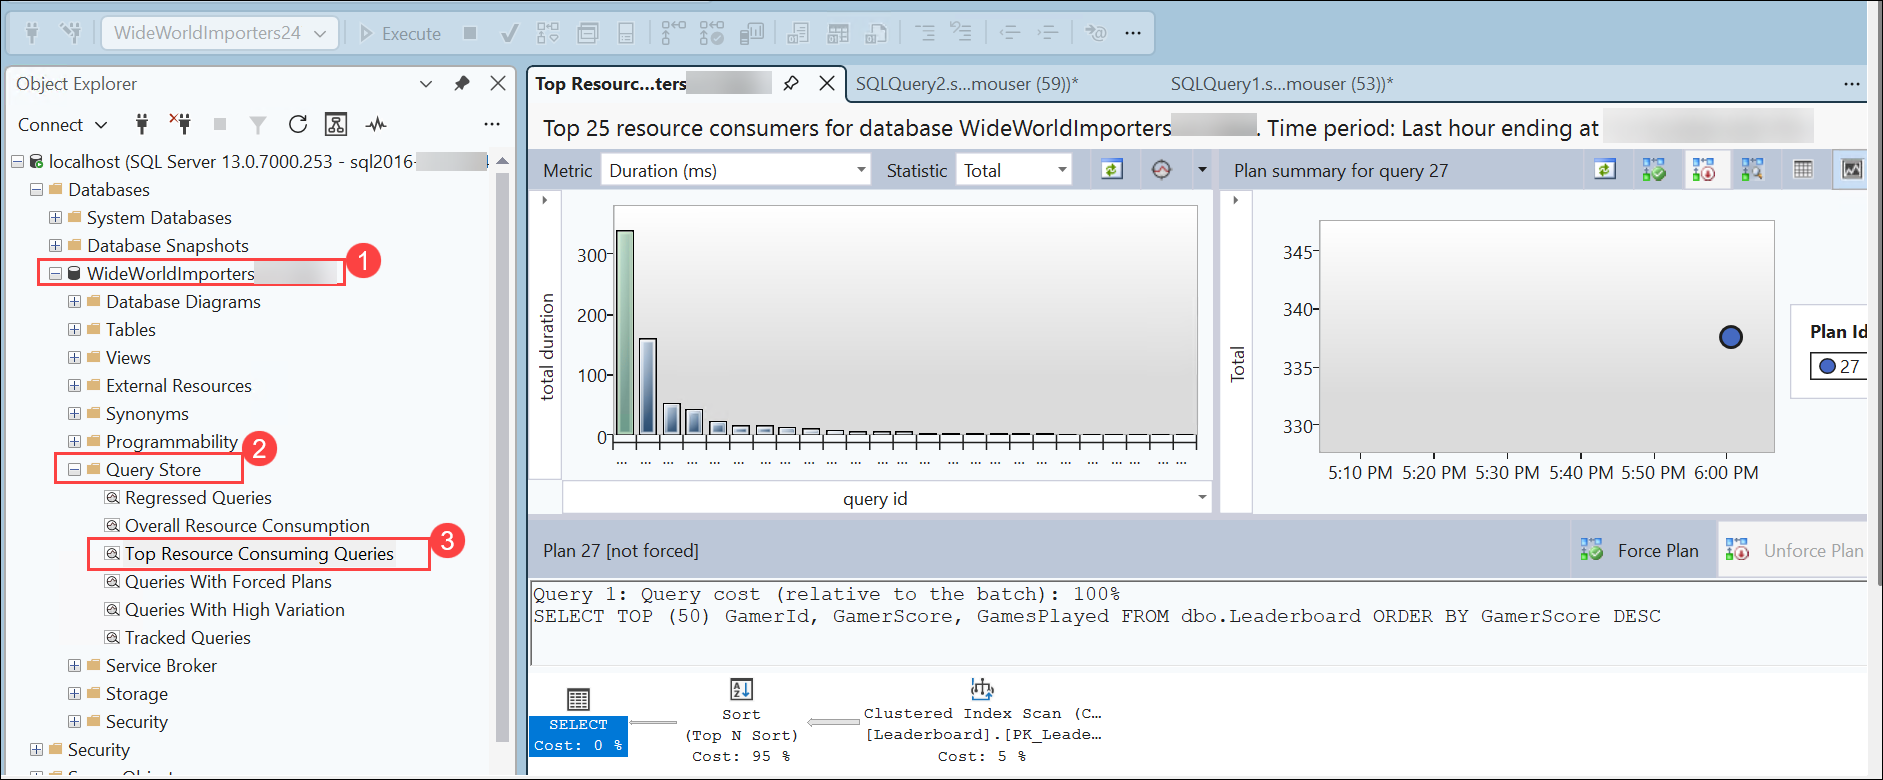 WideWorldImporters24
Execute
Object Explorer
Connect
localhost (SQL Server 13.0.7000.253 - sql2016-
Databases
System Databases
Database Snapshots
WideWorldImporters
1
Database Diagrams
Tables
Views
External Resources
Synonyms
Programmability
Query Store
2
Regressed Queries
Overall Resource Consumption
Top Resource Consuming Queries
3
Queries With Forced Plans
Queries With High Variation
Tracked Queries
Service Broker
Storage
Security
Security
Top Resourc...ters
SQLQuery2.s...mouser (59))*
SQLQuery1.s...mouser (53))*
Top 25 resource consumers for database WideWorldImporters. Time period: Last hour ending at
Metric Duration (ms) Statistic Total
total duration
300
200
100
0
... ... ... ... ... ... ... ... ... ... ... ... ... ... ... ... ... ... ... ... ... ... ... ... ...
query id
Plan summary for query 27
Total
345
340
335
330
5:10 PM 5:20 PM 5:30 PM 5:40 PM 5:50 PM 6:00 PM
Plan Id
27
Plan 27 [not forced]
Force Plan
Unforce Plan
Query 1: Query cost (relative to the batch): 100%
SELECT TOP (50) GamerId, GamerScore, GamesPlayed FROM dbo.Leaderboard ORDER BY GamerScore DESC
SELECT
Cost: 0 %
Sort
(Top N Sort)
Cost: 95 %
Clustered Index Scan (C...
[Leaderboard].[PK_Leade...
Cost: 5 %